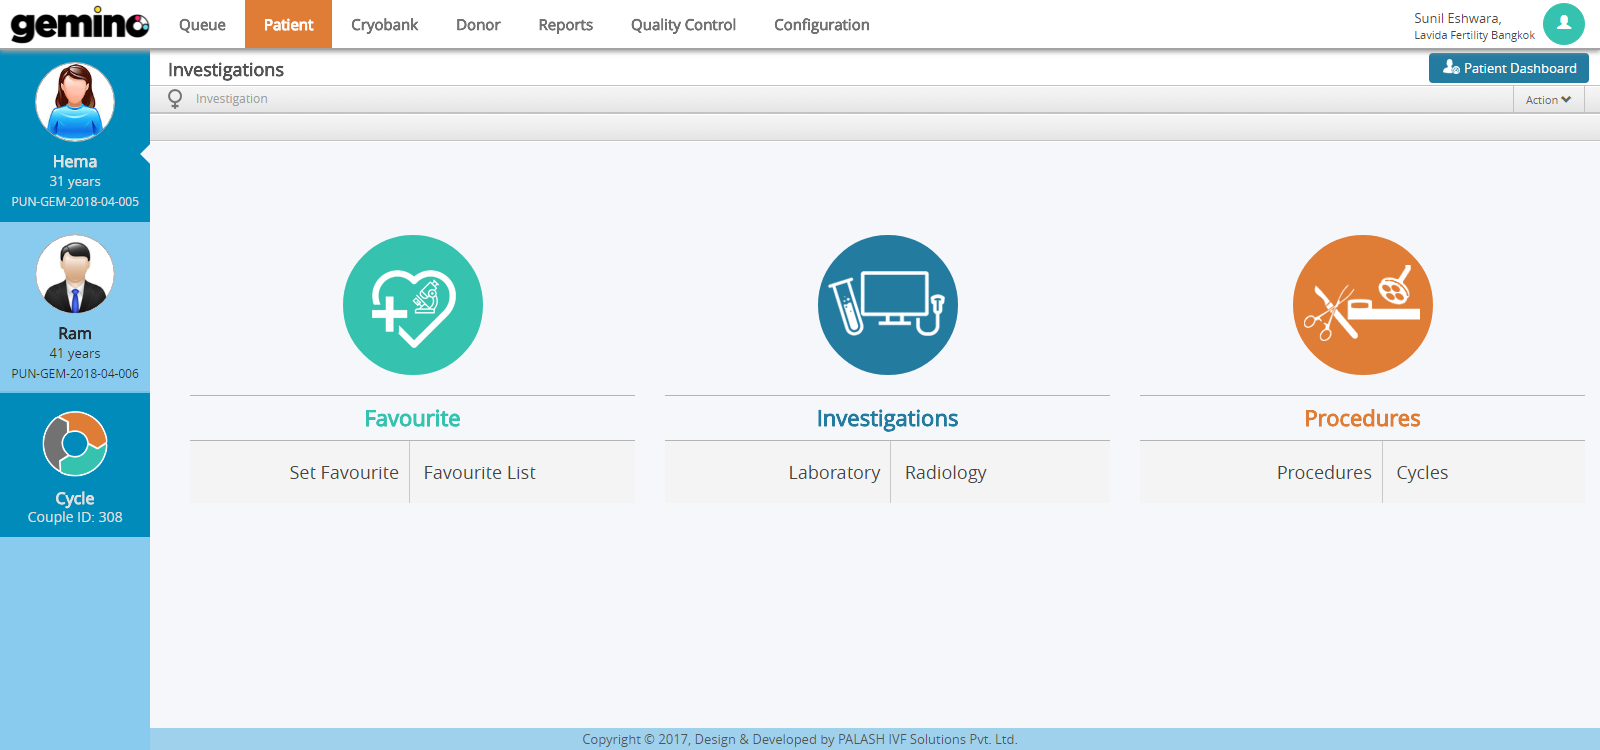 gemino
Queue Patient Cryobank Donor Reports Quality Control Configuration
Sunil Eshwara,
Lavida Fertility Bangkok
Investigations
Patient Dashboard
Investigation
Action
Hema
31 years
PUN-GEM-2018-04-005
Ram
41 years
PUN-GEM-2018-04-006
Cycle
Couple ID: 308
Favourite
Set Favourite Favourite List
Investigations
Laboratory Radiology
Procedures
Procedures Cycles
Copyright © 2017, Design & Developed by PALASH IVF Solutions Pvt. Ltd.